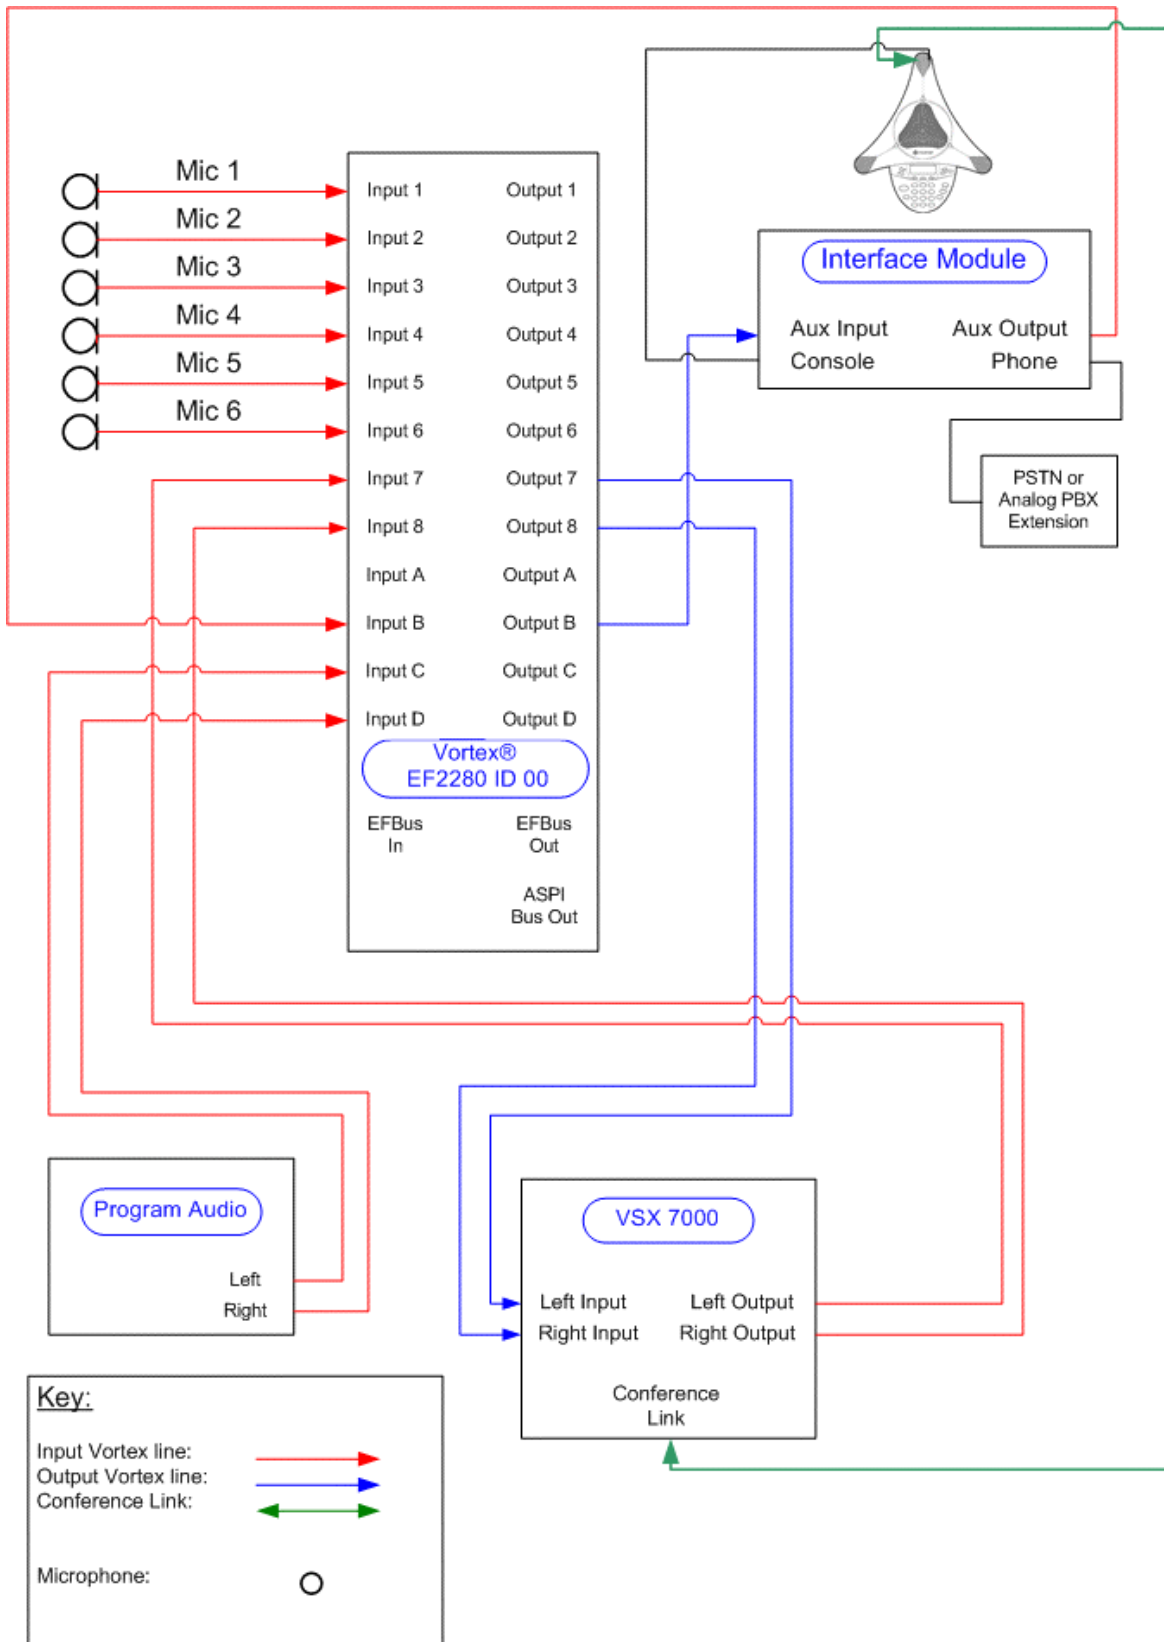 Mic 1
Mic 2
Mic 3
Mic 4
Mic 5
Mic 6
Input 1 Output 1
Input 2 Output 2
Input 3 Output 3
Input 4 Output 4
Input 5 Output 5
Input 6 Output 6
Input 7 Output 7
Input 8 Output 8
Input A Output A
Input B Output B
Input C Output C
Input D Output D
Vortex®
EF2280 ID 00
EFBus
In
EFBus
Out
ASPI
Bus Out
Interface Module
Aux Input Aux Output
Console Phone
PSTN or
Analog PBX
Extension
Program Audio
Left
Right
VSX 7000
Left Input Left Output
Right Input Right Output
Conference
Link
Key:
Input Vortex line:
Output Vortex line:
Conference Link:
Microphone: